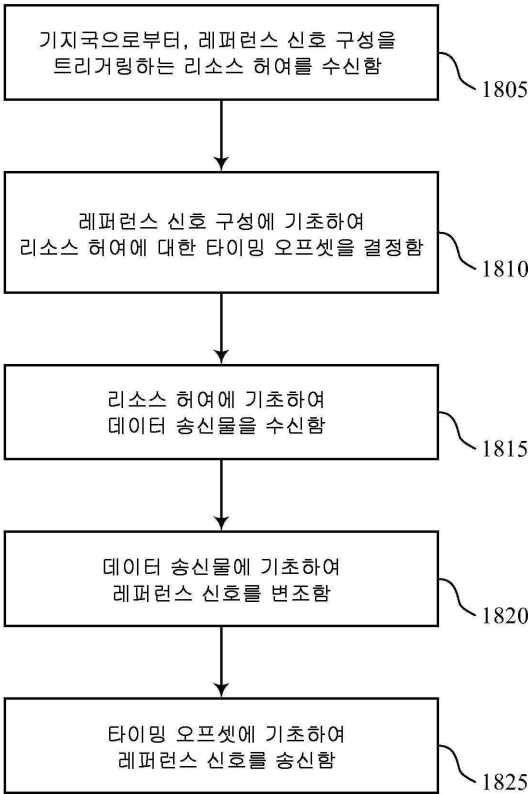 기지국으로부터, 레퍼런스 신호 구성을
트리거링하는 리소스 허여를 수신함
1805
레퍼런스 신호 구성에 기초하여
리소스 허여에 대한 타이밍 오프셋을 결정함
1810
리소스 허여에 기초하여
데이터 송신물을 수신함
1815
데이터 송신물에 기초하여
레퍼런스 신호를 변조함
1820
타이밍 오프셋에 기초하여
레퍼런스 신호를 송신함
1825